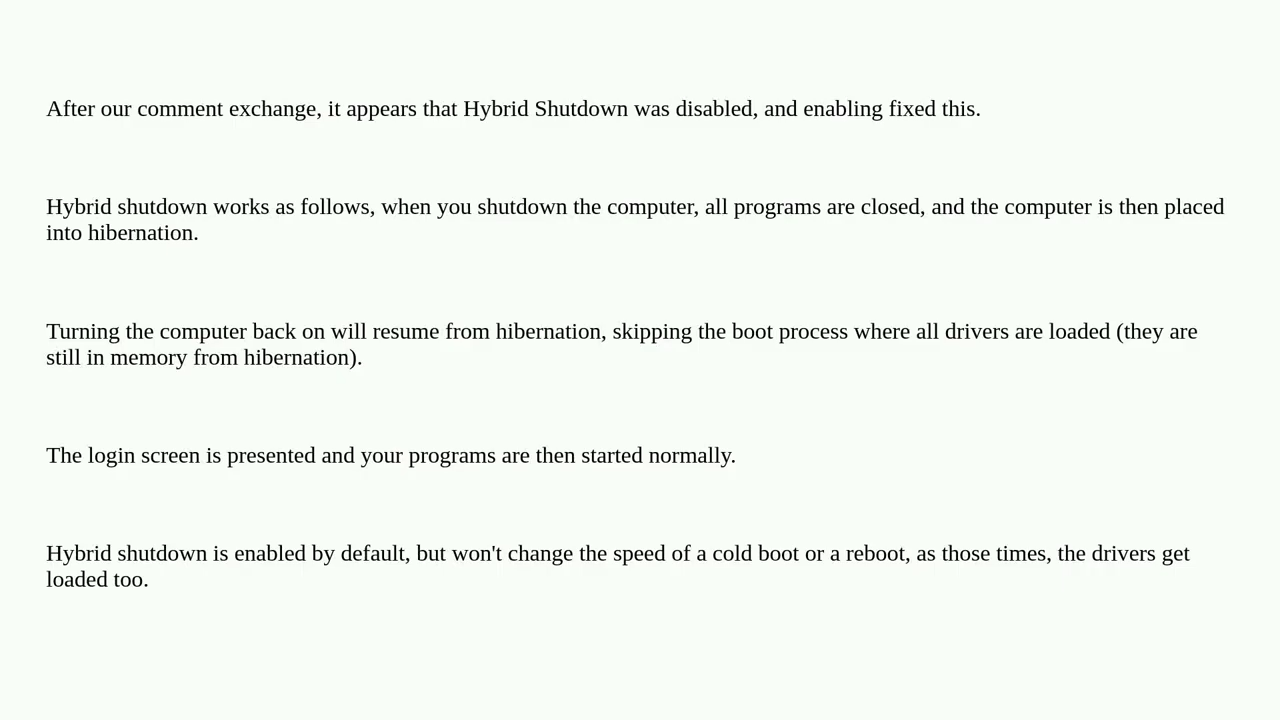 After our comment exchange, it appears that Hybrid Shutdown was disabled, and enabling fixed this.
Hybrid shutdown works as follows, when you shutdown the computer, all programs are closed, and the computer is then placed
into hibernation.
Turning the computer back on will resume from hibernation, skipping the boot process where all drivers are loaded (they are
still in memory from hibernation).
The login screen is presented and your programs are then started normally.
Hybrid shutdown is enabled by default, but won't change the speed of a cold boot or a reboot, as those times, the drivers get
loaded too.